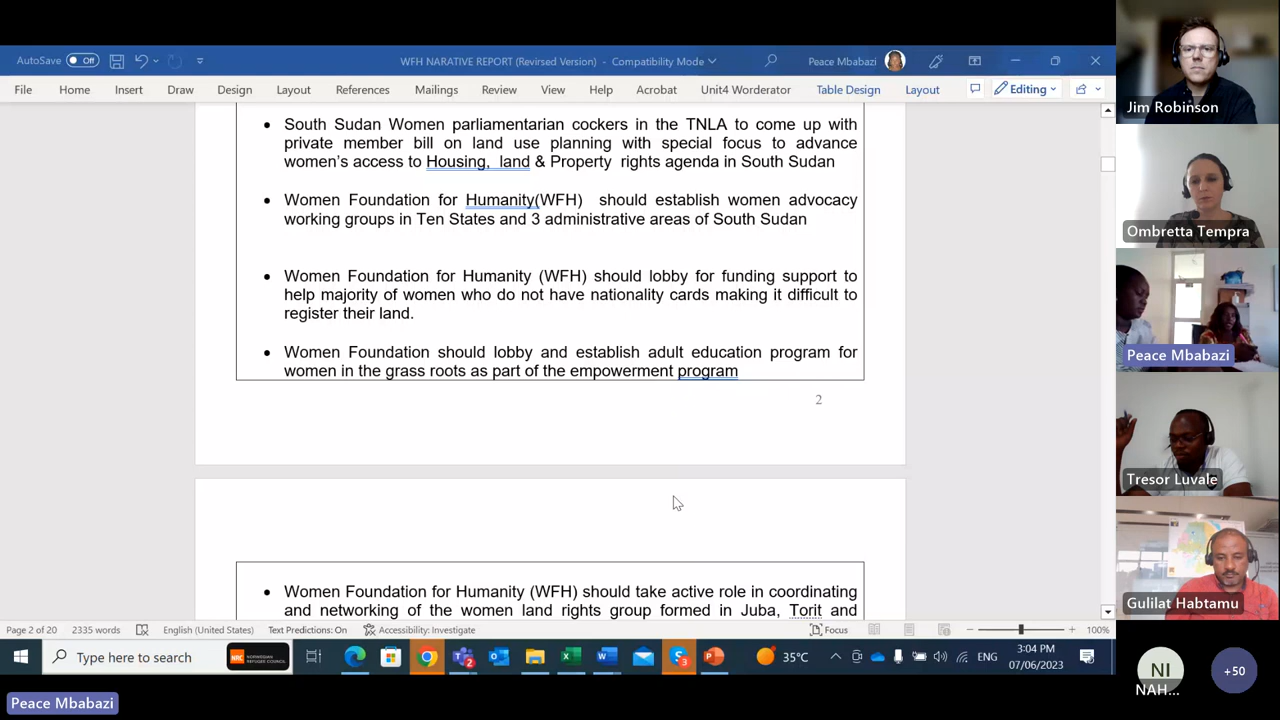 AutoSave Off WFH NARATIVE REPORT (Revirsed Version) - Compatibility Mode Peace Mbabazi
File Home Insert Draw Design Layout References Mailings Review View Help Acrobat Unit4 Worderator Table Design Layout Editing
South Sudan Women parliamentarian cockers in the TNLA to come up with
private member bill on land use planning with special focus to advance
women's access to Housing, land & Property rights agenda in South Sudan
Women Foundation for Humanity(WFH) should establish women advocacy
working groups in Ten States and 3 administrative areas of South Sudan
Women Foundation for Humanity (WFH) should lobby for funding support to
help majority of women who do not have nationality cards making it difficult to
register their land.
Women Foundation should lobby and establish adult education program for
women in the grass roots as part of the empowerment program
2
Women Foundation for Humanity (WFH) should take active role in coordinating
and networking of the women land rights group formed in Juba, Torit and
Page 2 of 20 2335 words English (United States) Text Predictions: On Accessibility: Investigate Focus 100%
Type here to search NRC NORWEGIAN REFUGEE COUNCIL 35°C ENG 3:04 PM
07/06/2023
Peace Mbabazi
Jim Robinson
Ombretta Tempra
Peace Mbabazi
Tresor Luvale
Gulilat Habtamu
NI +50
NAH...